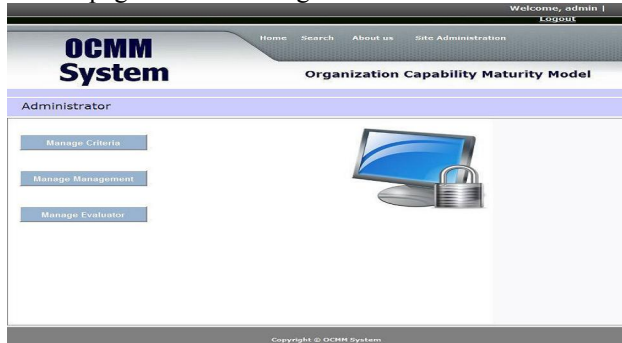 Welcome, admin |
Logout
Home Search About us Site Administration
OCMM
System
Organization Capability Maturity Model
Administrator
Manage Criteria
Manage Management
Manage Evaluator
Copyright © OCMM System